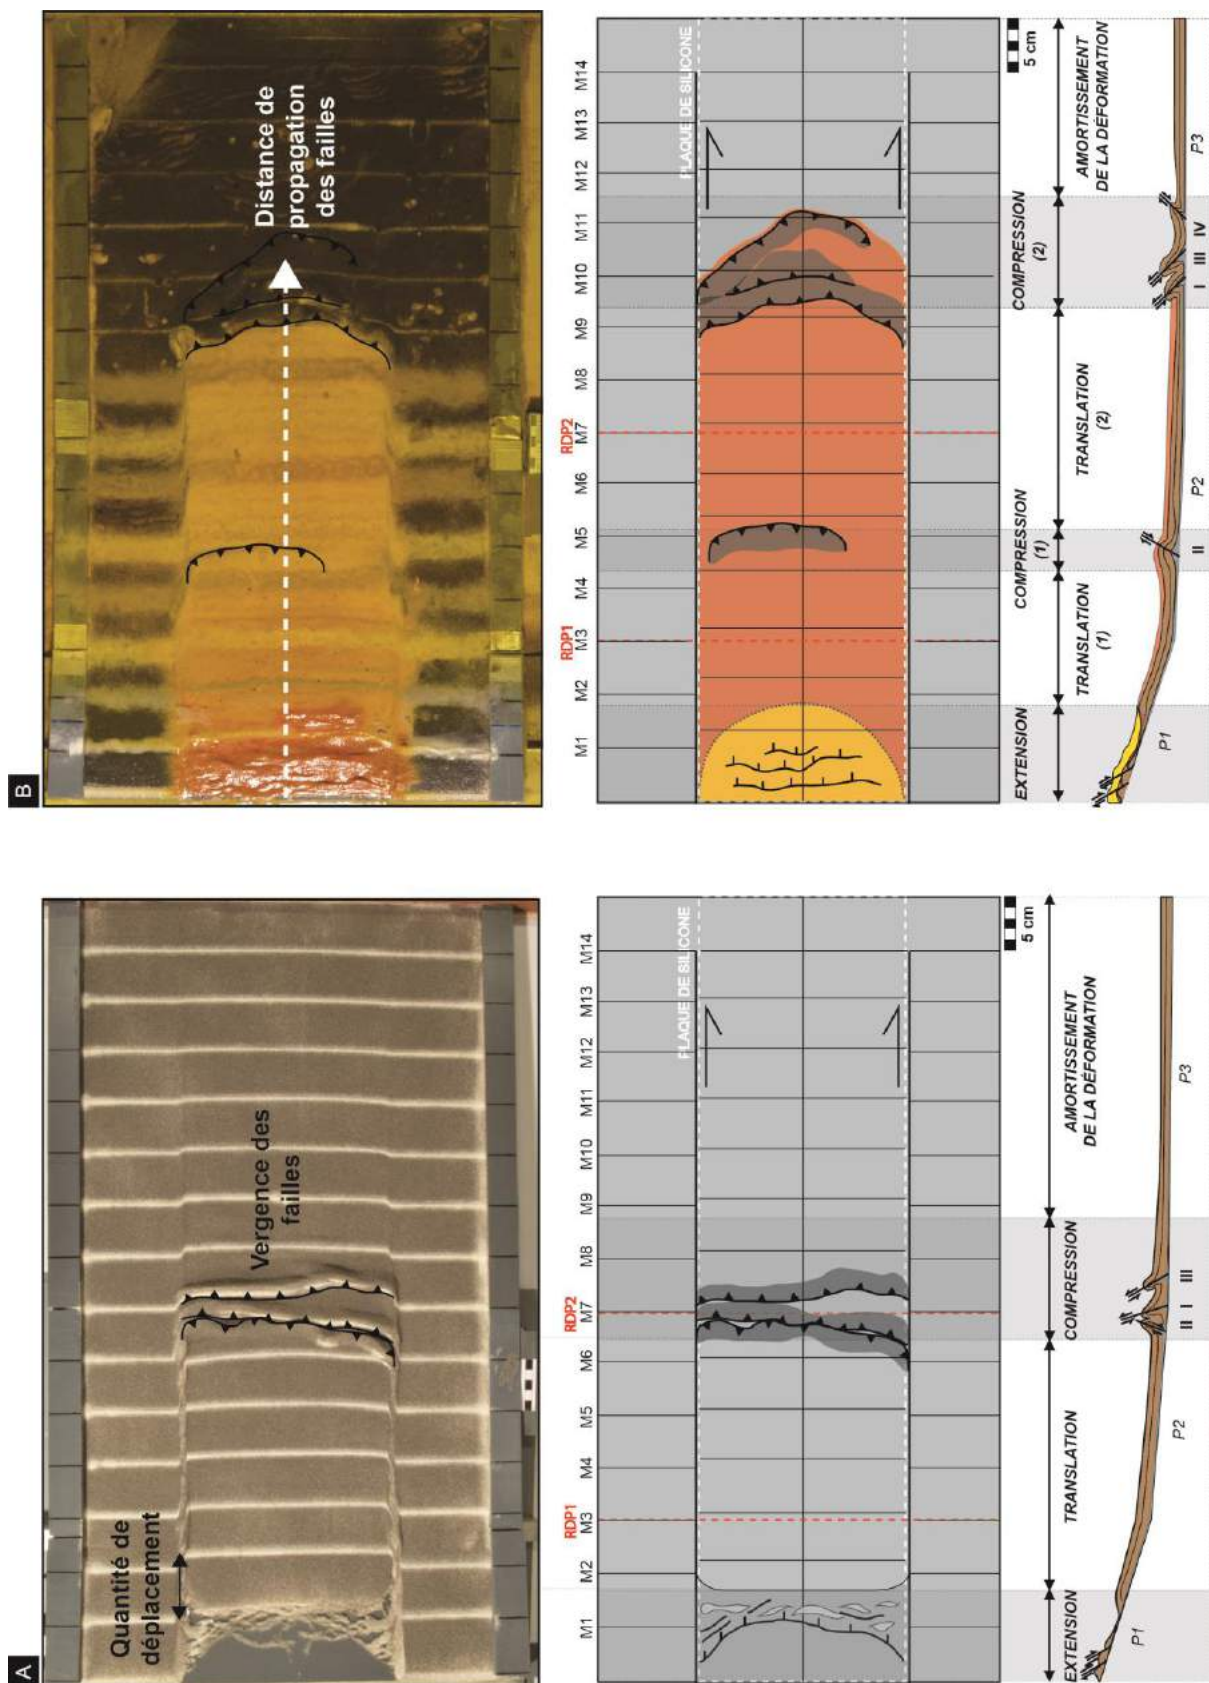 A
Quantité de
déplacement
Vergence des
failles
RDP1
RDP2
M1
M2
M3
M4
M5
M6
M7
M8
M9
M10
M11
M12
M13
M14
PLAQUE DE SILICONE
5 cm
EXTENSION
TRANSLATION
COMPRESSION
AMORTISSEMENT
DE LA DÉFORMATION
P1
P2
II
I
III
P3
B
Distance de
propagation
des failles
RDP1
RDP2
M1
M2
M3
M4
M5
M6
M7
M8
M9
M10
M11
M12
M13
M14
PLAQUE DE SILICONE
5 cm
EXTENSION
TRANSLATION
(1)
COMPRESSION
(1)
TRANSLATION
(2)
COMPRESSION
(2)
AMORTISSEMENT
DE LA DÉFORMATION
P1
II
P2
I
III
IV
P3